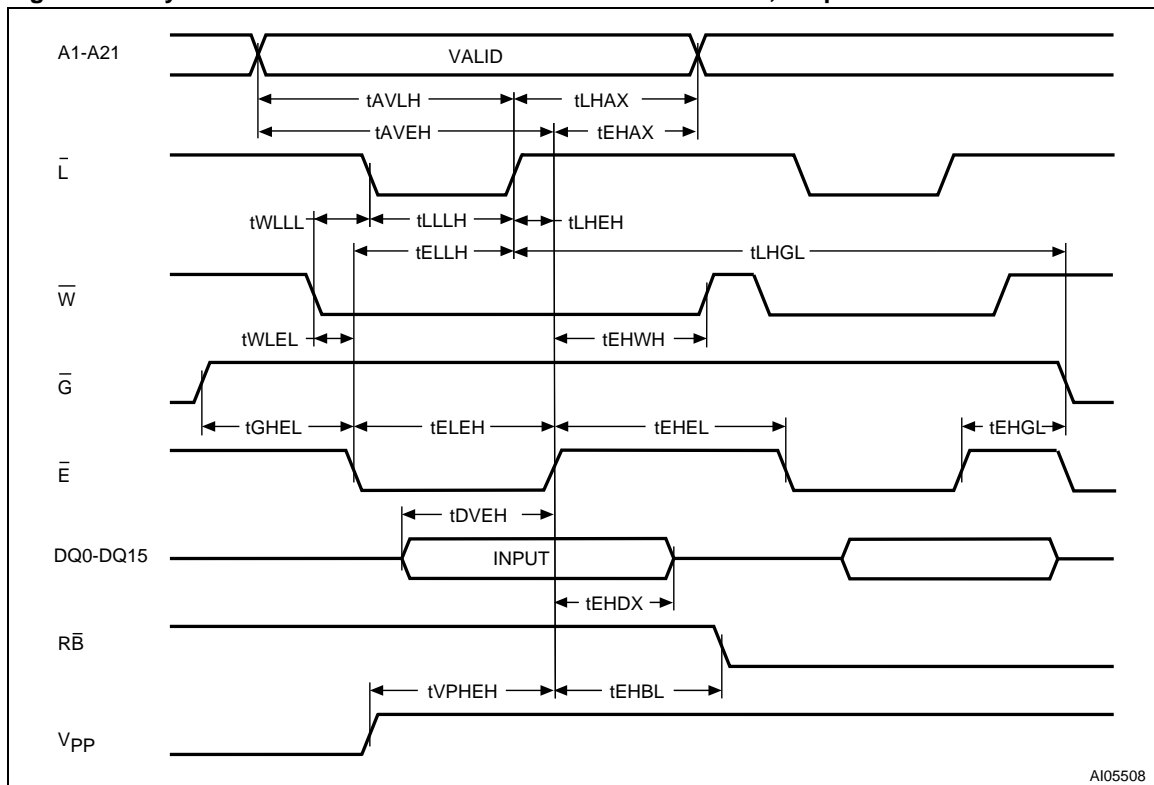 A1-A21
VALID
tAVLH
tLHAX
tAVEH
tEHAX
L̅
tWLLL
tLLLH
tLHEH
tELLH
tLHGL
W̅
tWLEL
tEHWH
G̅
tGHEL
tELEH
tEHEL
tEHGL
E̅
tDVEH
DQ0-DQ15
INPUT
tEHDX
RB̅
tVPHEH
tEHBL
VPP
AI05508